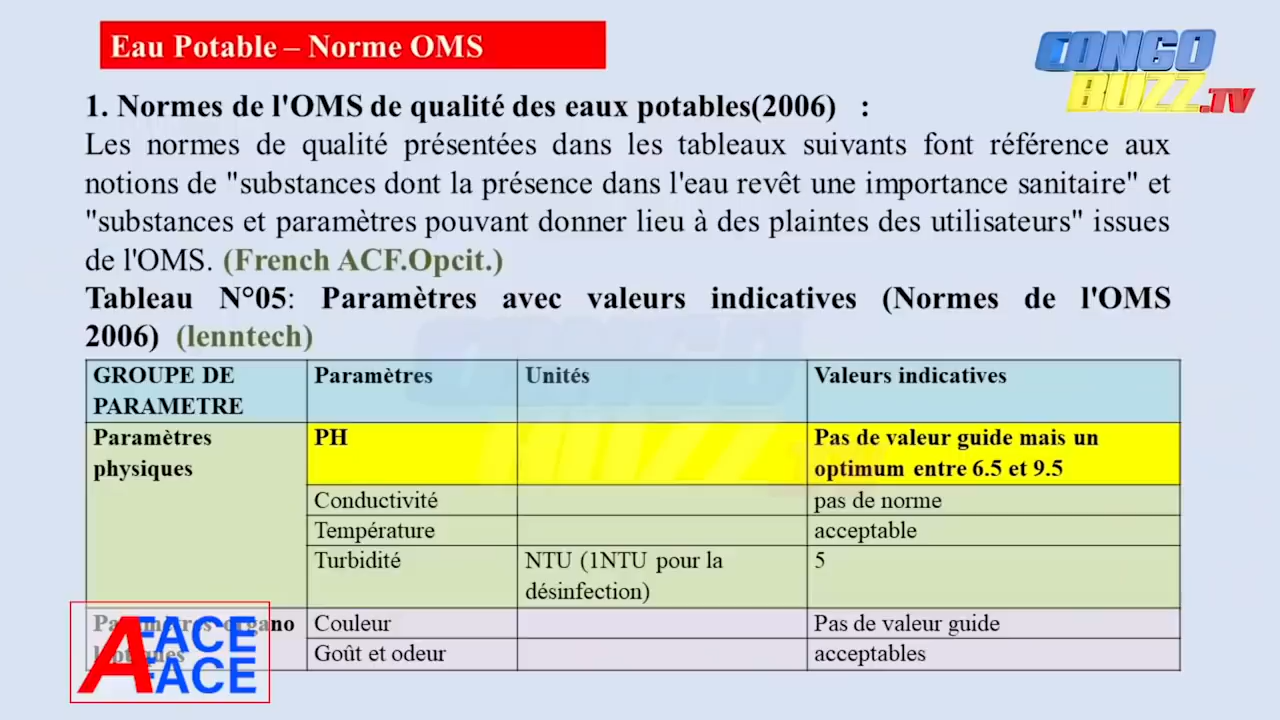 Eau Potable – Norme OMS
CONGO
BUZZ.TV
1. Normes de l'OMS de qualité des eaux potables(2006) :
Les normes de qualité présentées dans les tableaux suivants font référence aux
notions de "substances dont la présence dans l'eau revêt une importance sanitaire" et
"substances et paramètres pouvant donner lieu à des plaintes des utilisateurs" issues
de l'OMS. (French ACF.Opcit.)
Tableau N°05: Paramètres avec valeurs indicatives (Normes de l'OMS
2006) (lenntech)
GROUPE DE
PARAMETRE
Paramètres
Unités
Valeurs indicatives
Paramètres
physiques
PH
Pas de valeur guide mais un
optimum entre 6.5 et 9.5
Conductivité
pas de norme
Température
acceptable
Turbidité
NTU (1NTU pour la
désinfection)
5
Couleur
Pas de valeur guide
Goût et odeur
acceptables
A FACE
FACE
CONGO
BUZZ